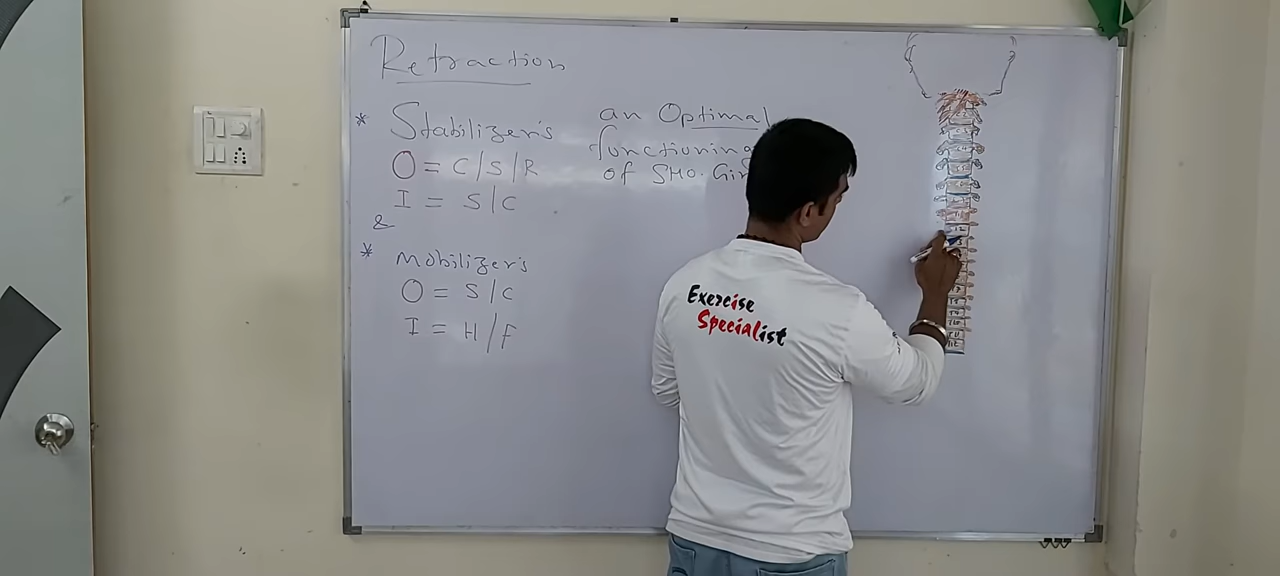 Retraction
* Stabilizer's
O = C/S/R
I = S/C
&
* Mobilizer's
O = S/C
I = H/F
an Optimal
functioning
of SHO. Gir
Exercise
Specialist